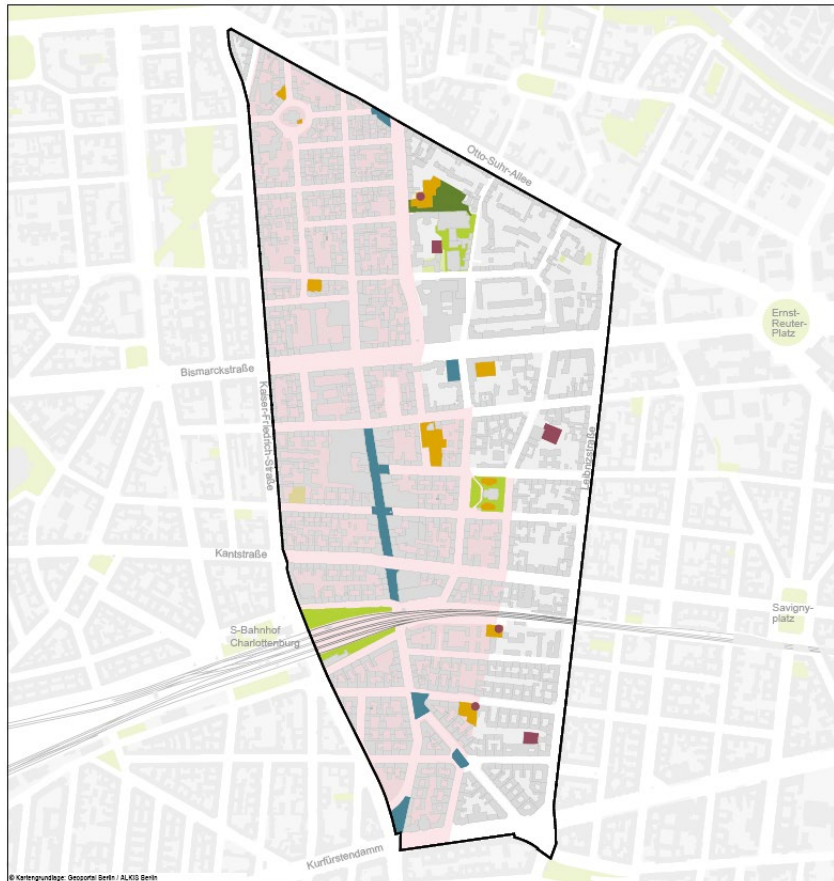 Otto-Suhr-Allee
Ernst-
Reuter-
Platz
Bismarckstraße
Kaiser-Friedrich-Straße
Leibnizstraße
Kantstraße
Savigny-
platz
S-Bahnhof
Charlottenburg
Kurfürstendamm
© Kartengrundlage: Geoportal Berlin / ALKIS Berlin